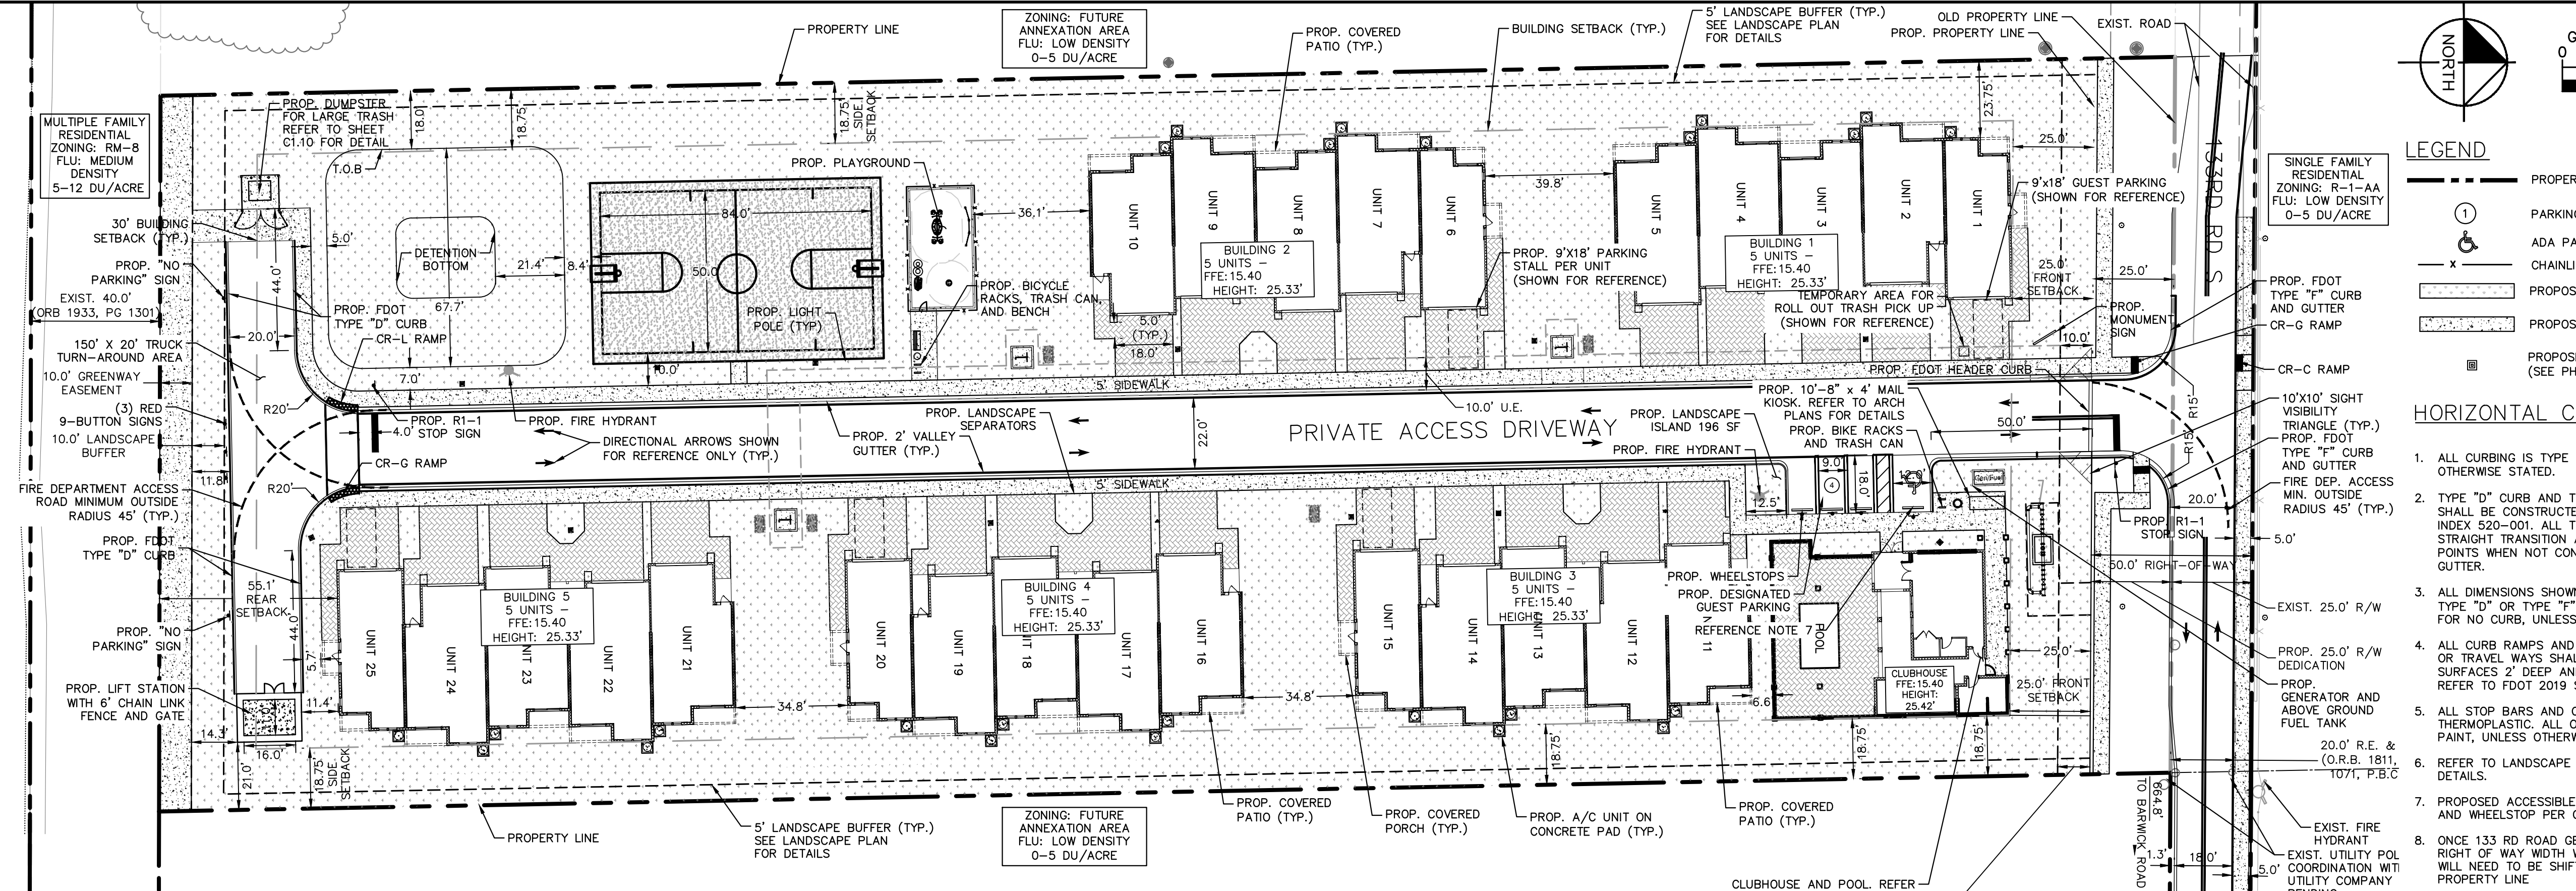 PROPERTY LINE
ZONING: FUTURE
ANNEXATION AREA
FLU: LOW DENSITY
0-5 DU/ACRE
PROP. COVERED
PATIO (TYP.)
BUILDING SETBACK (TYP.)
5' LANDSCAPE BUFFER (TYP.)
SEE LANDSCAPE PLAN
FOR DETAILS
OLD PROPERTY LINE
PROP. PROPERTY LINE
EXIST. ROAD
NORTH
G
0
MULTIPLE FAMILY
RESIDENTIAL
ZONING: RM-8
FLU: MEDIUM
DENSITY
5-12 DU/ACRE
PROP. DUMPSTER
FOR LARGE TRASH
REFER TO SHEET
C1.10 FOR DETAIL
18.0'
18.75'
18.75'
SIDE
SETBACK
T.O.B
PROP. PLAYGROUND
23.75'
25.0'
133RD RD S
SINGLE FAMILY
RESIDENTIAL
ZONING: R-1-AA
FLU: LOW DENSITY
0-5 DU/ACRE
LEGEND
PROPER
1
PARKING
ADA PA
x
CHAINLI
PROPOS
PROPOS
PROPOS
(SEE PH
30' BUILDING
SETBACK (TYP.)
5.0'
44.0'
DETENTION
BOTTOM
21.4'
8.4'
67.7'
7.0'
84.0'
50.0
10.0'
36.1'
39.8'
UNIT 10
UNIT 9
UNIT 8
UNIT 7
UNIT 6
UNIT 5
UNIT 4
UNIT 3
UNIT 2
UNIT 1
BUILDING 2
5 UNITS -
FFE:15.40
HEIGHT: 25.33'
BUILDING 1
5 UNITS -
FFE:15.40
HEIGHT: 25.33'
9'x18' GUEST PARKING
(SHOWN FOR REFERENCE)
PROP. 9'X18' PARKING
STALL PER UNIT
(SHOWN FOR REFERENCE)
TEMPORARY AREA FOR
ROLL OUT TRASH PICK UP
(SHOWN FOR REFERENCE)
25.0'
FRONT
SETBACK
25.0'
PROP.
MONUMENT
SIGN
10.0'
PROP. FDOT
TYPE "F" CURB
AND GUTTER
CR-G RAMP
CR-C RAMP
PROP. "NO
PARKING" SIGN
EXIST. 40.0'
(ORB 1933, PG 1301)
20.0'
PROP. FDOT
TYPE "D" CURB
CR-L RAMP
150' X 20' TRUCK
TURN-AROUND AREA
10.0' GREENWAY
EASEMENT
(3) RED
9-BUTTON SIGNS
10.0' LANDSCAPE
BUFFER
R20'
PROP. R1-1
STOP SIGN
4.0'
CR-G RAMP
PROP. FIRE HYDRANT
DIRECTIONAL ARROWS SHOWN
FOR REFERENCE ONLY (TYP.)
PROP. LIGHT
POLE (TYP)
PROP. BICYCLE
RACKS, TRASH CAN,
AND BENCH
5.0'
(TYP.)
18.0'
5' SIDEWALK
PROP. LANDSCAPE
SEPARATORS
PROP. 2' VALLEY
GUTTER (TYP.)
22.0'
10.0' U.E.
PRIVATE ACCESS DRIVEWAY
PROP. FDOT HEADER CURB
PROP. 10'-8" x 4' MAIL
KIOSK. REFER TO ARCH
PLANS FOR DETAILS
PROP. BIKE RACKS
AND TRASH CAN
PROP. LANDSCAPE
ISLAND 196 SF
PROP. FIRE HYDRANT
50.0'
R15'
R15'
10'X10' SIGHT
VISIBILITY
TRIANGLE (TYP.)
PROP. FDOT
TYPE "F" CURB
AND GUTTER
FIRE DEP. ACCESS
MIN. OUTSIDE
RADIUS 45' (TYP.)
HORIZONTAL C
1. ALL CURBING IS TYPE
OTHERWISE STATED.
2. TYPE "D" CURB AND T
SHALL BE CONSTRUCTE
INDEX 520-001. ALL T
STRAIGHT TRANSITION A
POINTS WHEN NOT CON
GUTTER.
3. ALL DIMENSIONS SHOWN
TYPE "D" OR TYPE "F"
FOR NO CURB, UNLESS
4. ALL CURB RAMPS AND
OR TRAVEL WAYS SHAL
SURFACES 2' DEEP AN
REFER TO FDOT 2019 S
5. ALL STOP BARS AND C
THERMOPLASTIC. ALL O
PAINT, UNLESS OTHERW
6. REFER TO LANDSCAPE
DETAILS.
7. PROPOSED ACCESSIBLE
AND WHEELSTOP PER C
8. ONCE 133 RD ROAD GE
RIGHT OF WAY WIDTH W
WILL NEED TO BE SHIFT
PROPERTY LINE
11.8'
FIRE DEPARTMENT ACCESS
ROAD MINIMUM OUTSIDE
RADIUS 45' (TYP.)
R20'
PROP. FDOT
TYPE "D" CURB
55.1'
REAR
SETBACK
44.0'
5.7'
PROP. "NO
PARKING" SIGN
PROP. LIFT STATION
WITH 6' CHAIN LINK
FENCE AND GATE
14.3'
16.0'
21.0'
11.4'
18.75'
SIDE
SETBACK
5' SIDEWALK
UNIT 25
UNIT 24
UNIT 23
UNIT 22
UNIT 21
UNIT 20
UNIT 19
UNIT 18
UNIT 17
UNIT 16
UNIT 15
UNIT 14
UNIT 13
UNIT 12
11
BUILDING 5
5 UNITS -
FFE:15.40
HEIGHT: 25.33'
BUILDING 4
5 UNITS -
FFE:15.40
HEIGHT: 25.33'
BUILDING 3
5 UNITS -
FFE:15.40
HEIGHT: 25.33'
34.8'
34.8'
12.5'
9.0'
4
18.0'
12.0'
Gen/Fuel
PROP. WHEELSTOPS
PROP. DESIGNATED
GUEST PARKING
REFERENCE NOTE 7
POOL
CLUBHOUSE
FFE:15.40
HEIGHT:
25.42'
6.6'
18.75'
18.75'
18.75'
PROP. R1-1
STOP SIGN
20.0'
5.0'
50.0' RIGHT-OF-WAY
EXIST. 25.0' R/W
PROP. 25.0' R/W
DEDICATION
25.0'
25.0' FRONT
SETBACK
PROP.
GENERATOR AND
ABOVE GROUND
FUEL TANK
20.0' R.E. &
(O.R.B. 1811,
1071, P.B.C
PROPERTY LINE
5' LANDSCAPE BUFFER (TYP.)
SEE LANDSCAPE PLAN
FOR DETAILS
ZONING: FUTURE
ANNEXATION AREA
FLU: LOW DENSITY
0-5 DU/ACRE
PROP. COVERED
PATIO (TYP.)
PROP. COVERED
PORCH (TYP.)
PROP. A/C UNIT ON
CONCRETE PAD (TYP.)
PROP. COVERED
PATIO (TYP.)
CLUBHOUSE AND POOL. REFER
664.8'
TO BARWICK ROAD
1.3'
18.0'
5.0'
EXIST. FIRE
HYDRANT
EXIST. UTILITY POL
COORDINATION WIT
UTILITY COMPANY